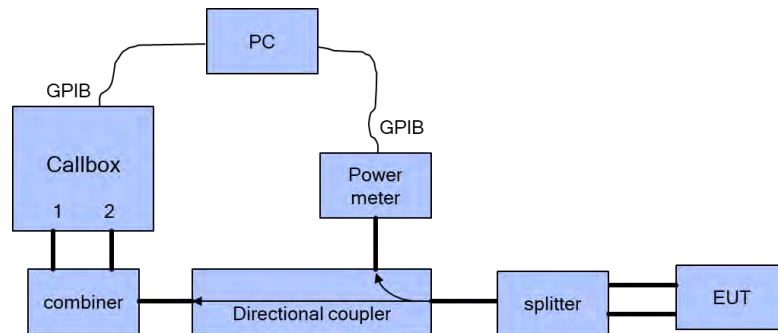 PC
GPIB
GPIB
Callbox
1 2
Power
meter
combiner
Directional coupler
splitter
EUT